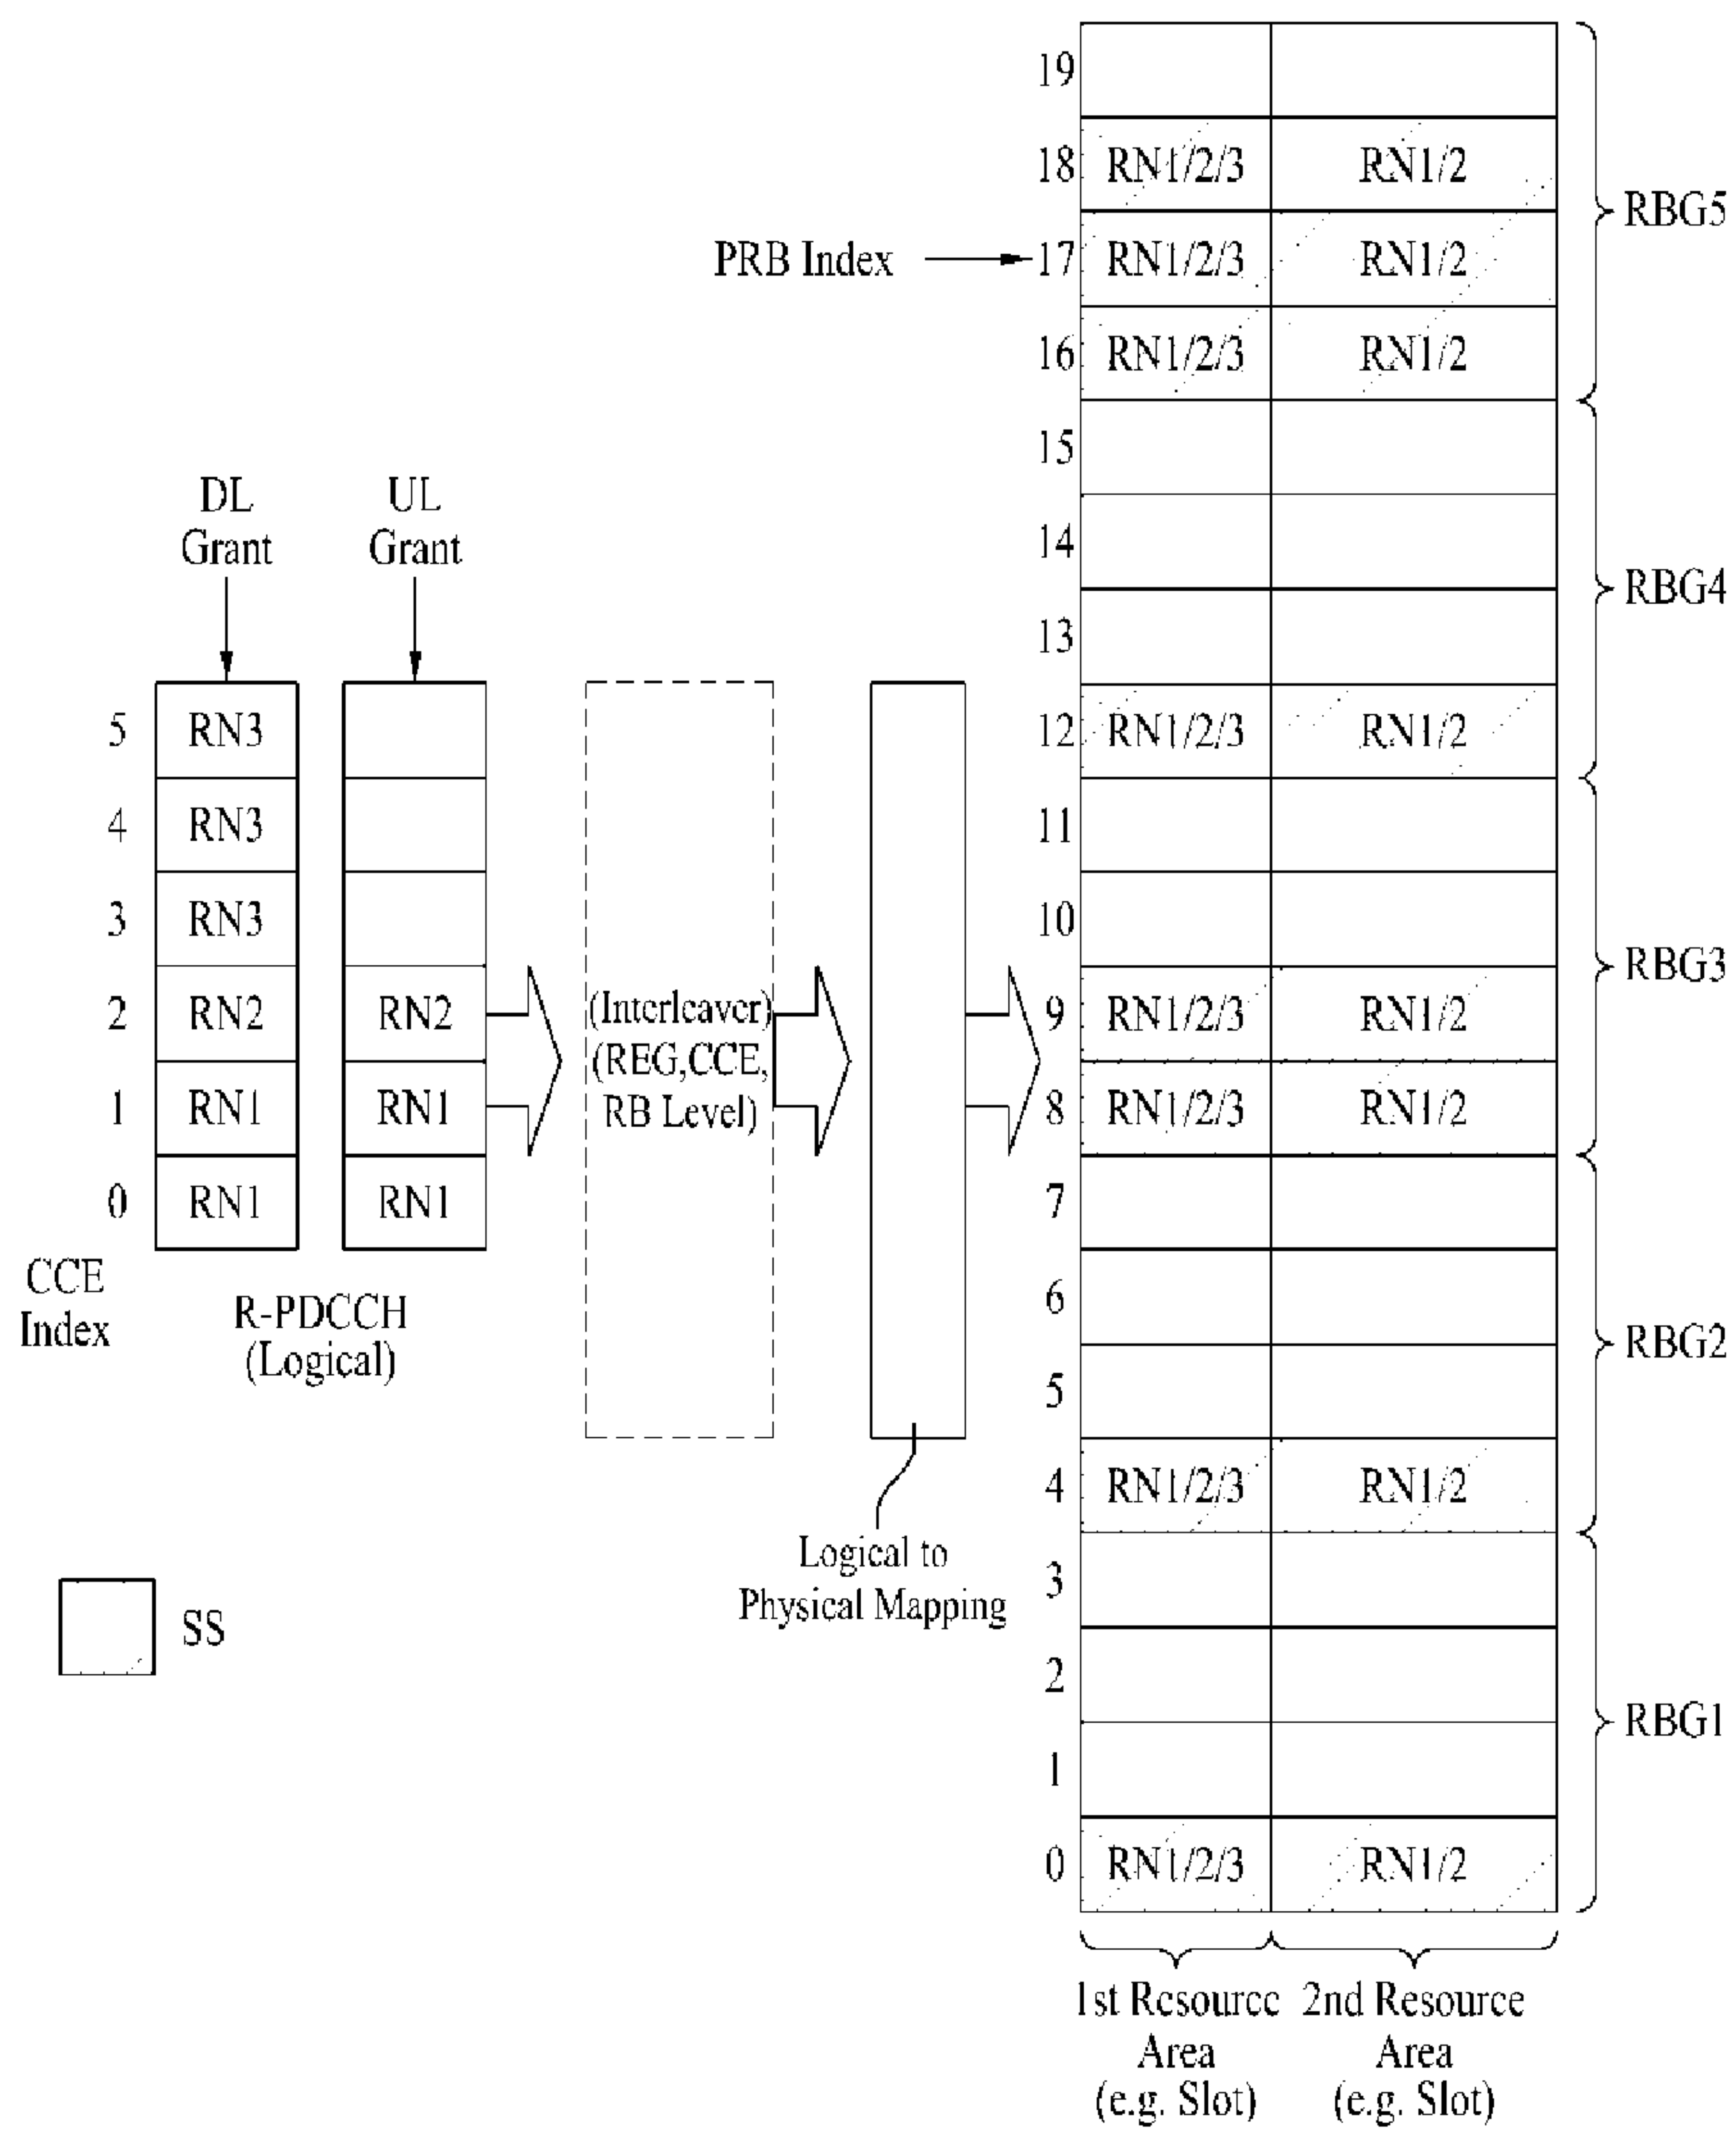 19
18 RN1/2/3 RN1/2
RBG5
PRB Index 17 RN1/2/3 RN1/2
16 RN1/2/3 RN1/2
15
DL Grant
UL Grant
14
RBG4
13
5 RN3
12 RN1/2/3 RN1/2
4 RN3
11
3 RN3
10
RBG3
2 RN2 RN2
(Interleaver)
(REG,CCE,
RB Level)
9 RN1/2/3 RN1/2
1 RN1 RN1
8 RN1/2/3 RN1/2
0 RN1 RN1
7
CCE
Index
R-PDCCH
(Logical)
6
RBG2
5
4 RN1/2/3 RN1/2
Logical to
Physical Mapping
3
SS
2
RBG1
1
0 RN1/2/3 RN1/2
1st Resource
Area
(e.g. Slot)
2nd Resource
Area
(e.g. Slot)